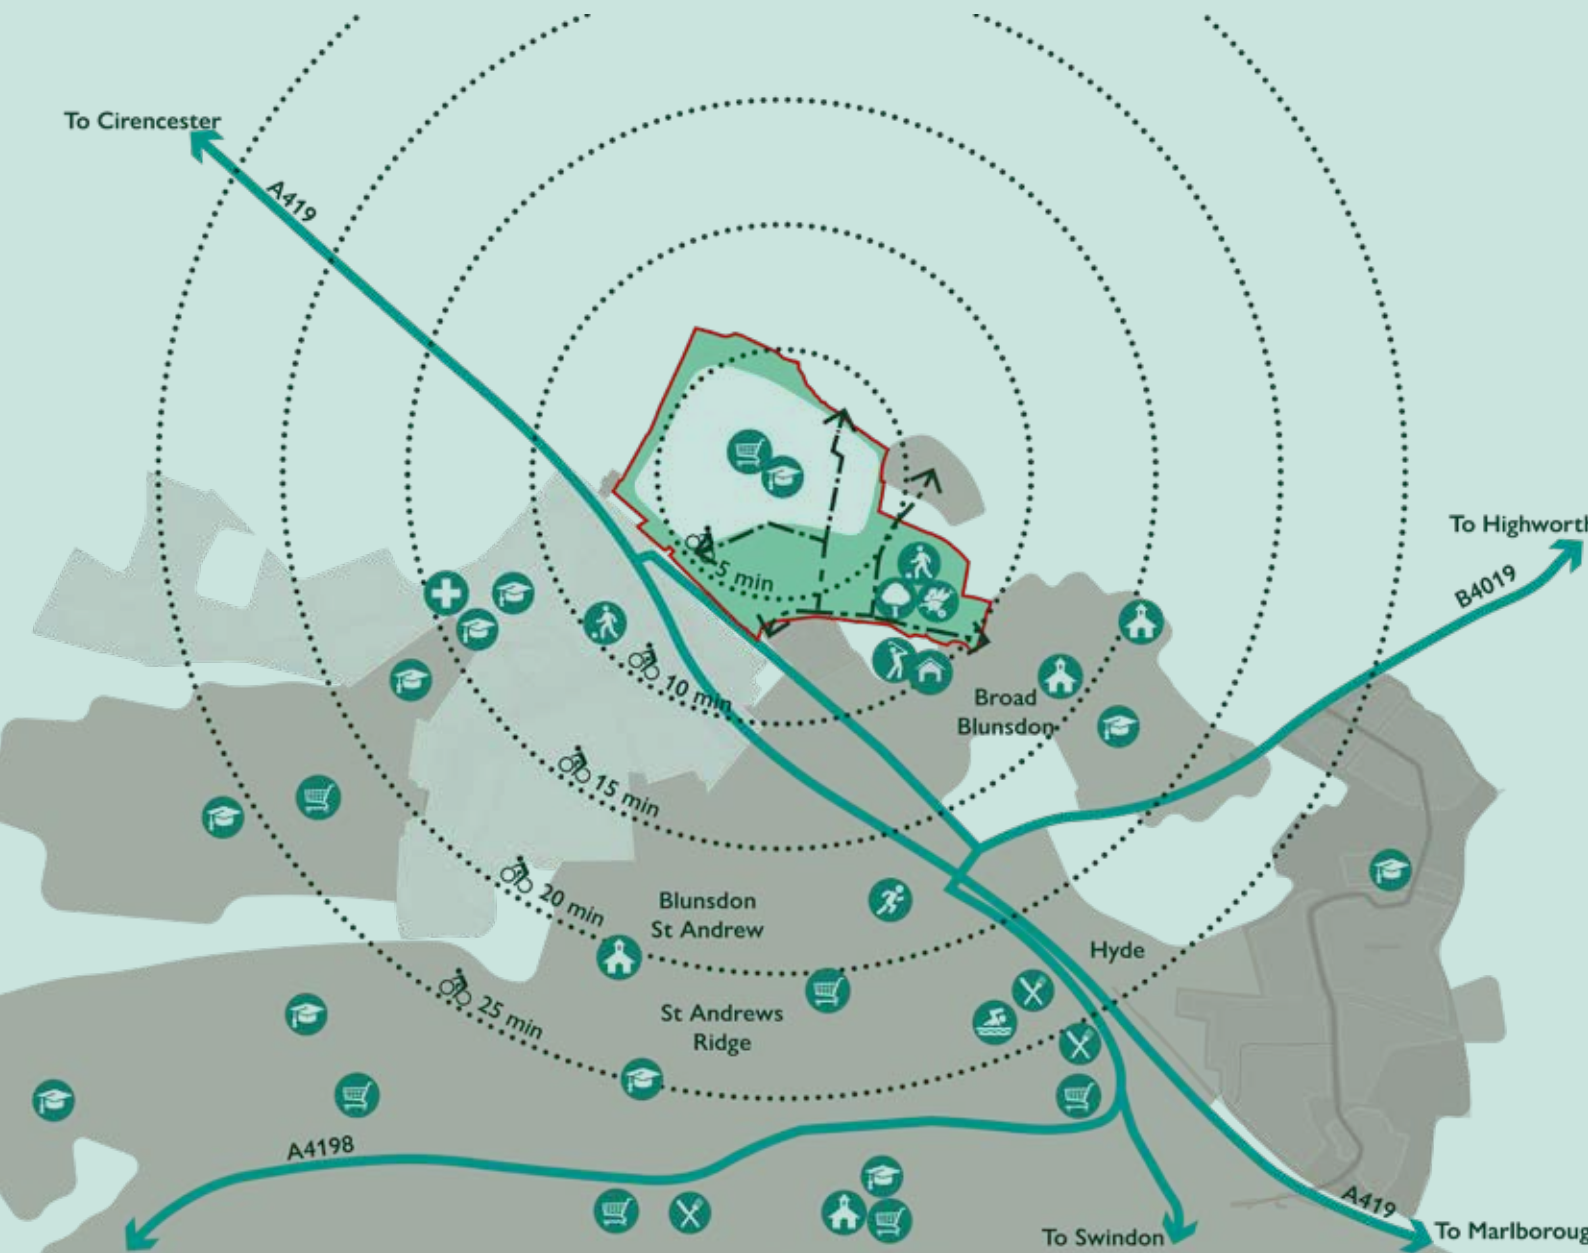 To Cirencester
A419
To Highworth
B4019
5 min
10 min
Broad
Blunsdon
15 min
20 min
Blunsdon
St Andrew
Hyde
25 min
St Andrews
Ridge
A4198
A419
To Swindon
To Marlboroug